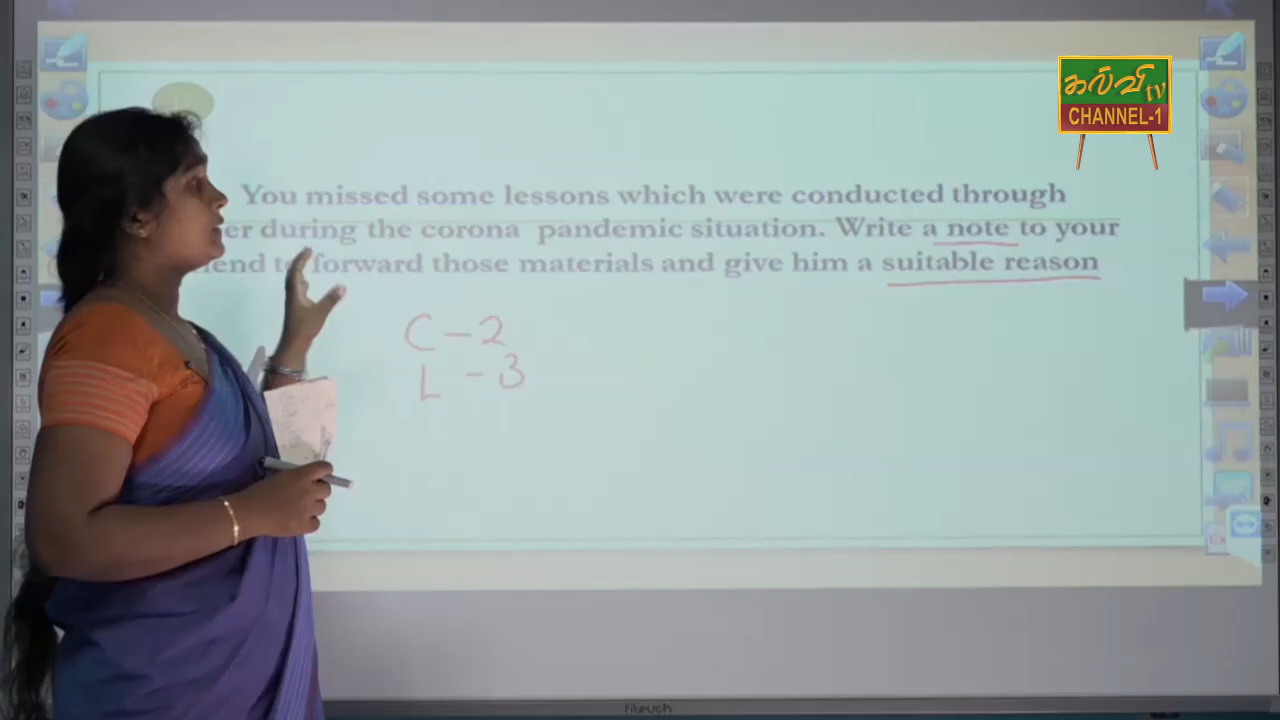 கல்வி tv
CHANNEL-1
You missed some lessons which were conducted through
during the corona pandemic situation. Write a note to your
to forward those materials and give him a suitable reason
C - 2
L - 3